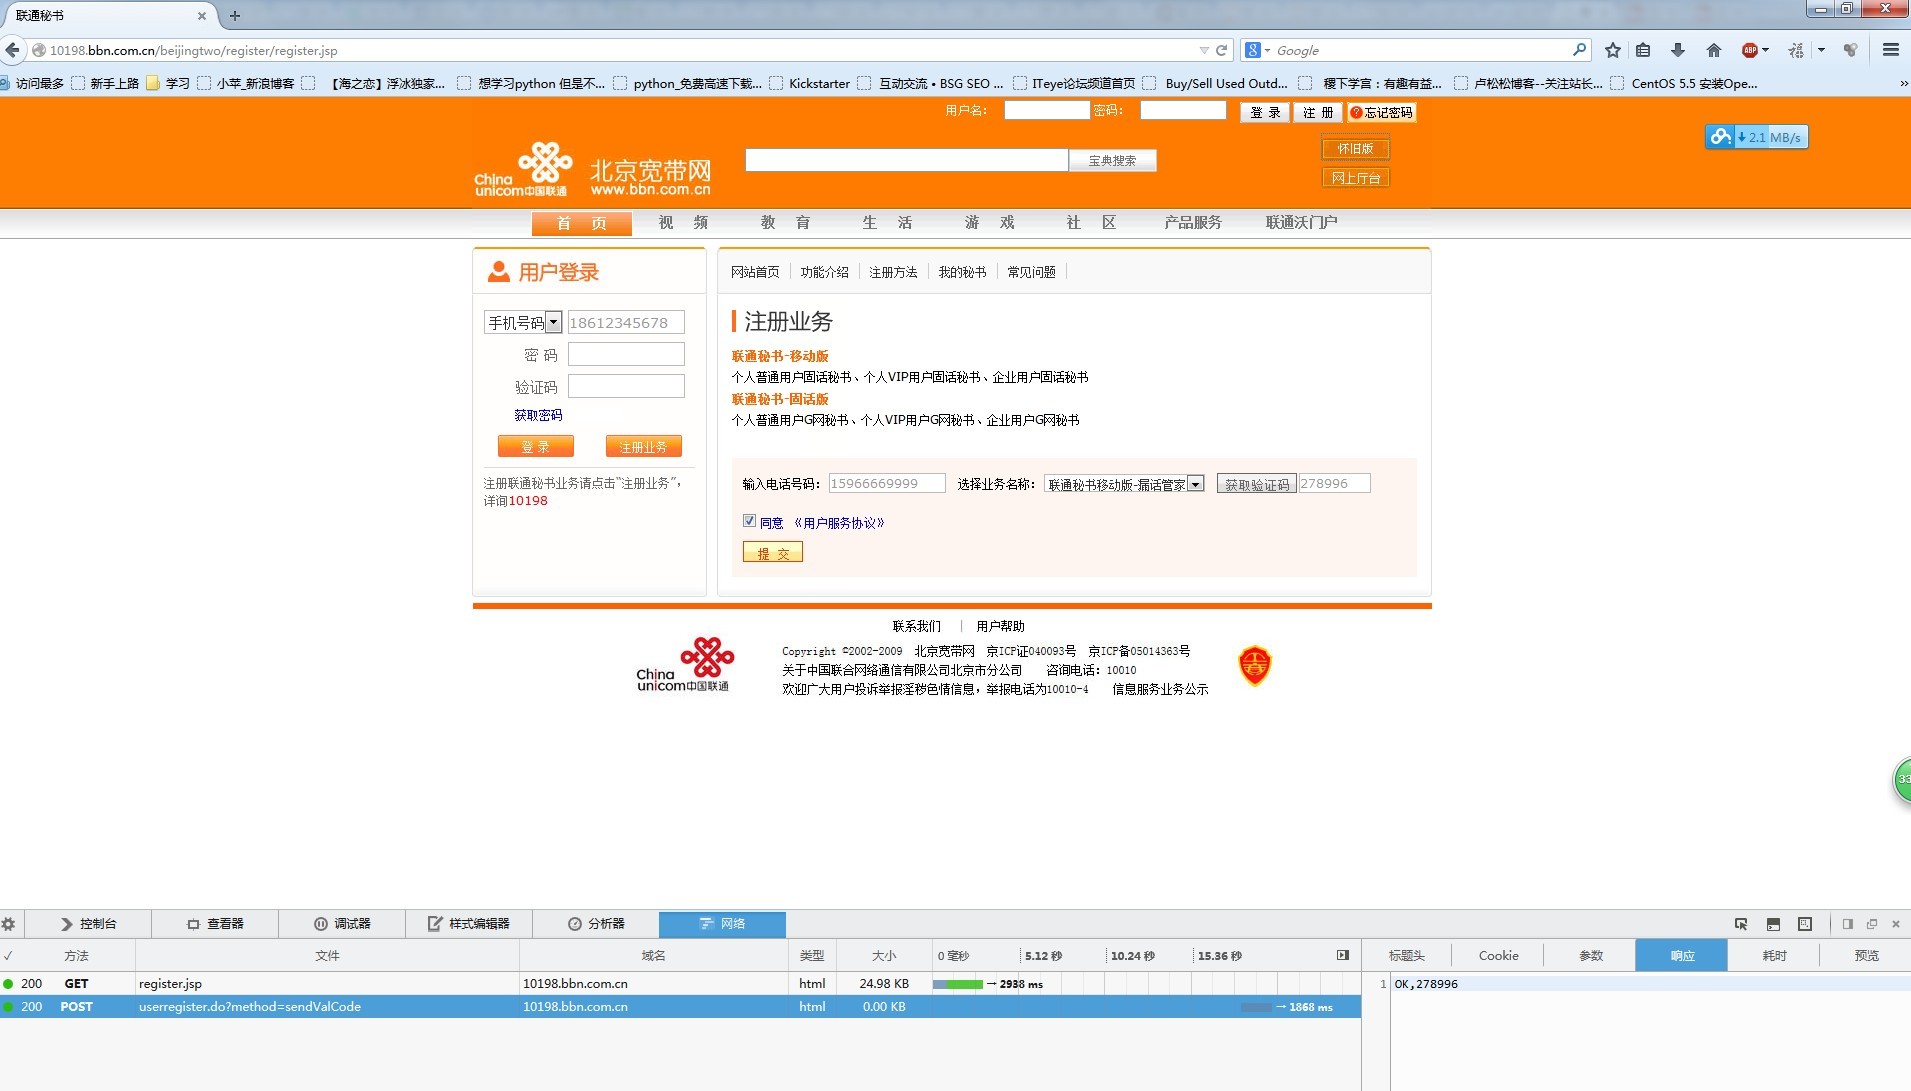 联通秘书
10198.bbn.com.cn/beijingtwo/register/register.jsp
Google
访问最多 新手上路 学习 小苹_新浪博客 【海之恋】浮冰独家... 想学习python 但是不... python_免费高速下载... Kickstarter 互动交流 • BSG SEO ... ITeye论坛频道首页 Buy/Sell Used Outd... 稷下学宫：有趣有益... 卢松松博客--关注站长... CentOS 5.5 安装Ope... »
用户名： 密码： 登 录 注 册 忘记密码
2.1 MB/s
怀旧版
China unicom中国联通
北京宽带网
www.bbn.com.cn
宝典搜索
网上厅台
首 页 视 频 教 育 生 活 游 戏 社 区 产品服务 联通沃门户
用户登录
手机号码 18612345678
密 码
验证码
获取密码
登 录 注册业务
注册联通秘书业务请点击“注册业务”，
详询10198
网站首页 功能介绍 注册方法 我的秘书 常见问题
注册业务
联通秘书-移动版
个人普通用户固话秘书、个人VIP用户固话秘书、企业用户固话秘书
联通秘书-固话版
个人普通用户G网秘书、个人VIP用户G网秘书、企业用户G网秘书
输入电话号码： 15966669999 选择业务名称： 联通秘书移动版-漏话管家 获取验证码 278996
同意 《用户服务协议》
提 交
联系我们 | 用户帮助
China unicom中国联通
Copyright ©2002-2009 北京宽带网 京ICP证040093号 京ICP备05014363号
关于中国联合网络通信有限公司北京市分公司 咨询电话：10010
欢迎广大用户投诉举报淫秽色情信息，举报电话为10010-4 信息服务业务公示
33
控制台 查看器 调试器 样式编辑器 分析器 网络
✓ 方法 文件 域名 类型 大小 0 毫秒 5.12 秒 10.24 秒 15.36 秒 标题头 Cookie 参数 响应 耗时 预览
200 GET register.jsp 10198.bbn.com.cn html 24.98 KB → 2938 ms
200 POST userregister.do?method=sendValCode 10198.bbn.com.cn html 0.00 KB → 1868 ms
1 OK,278996